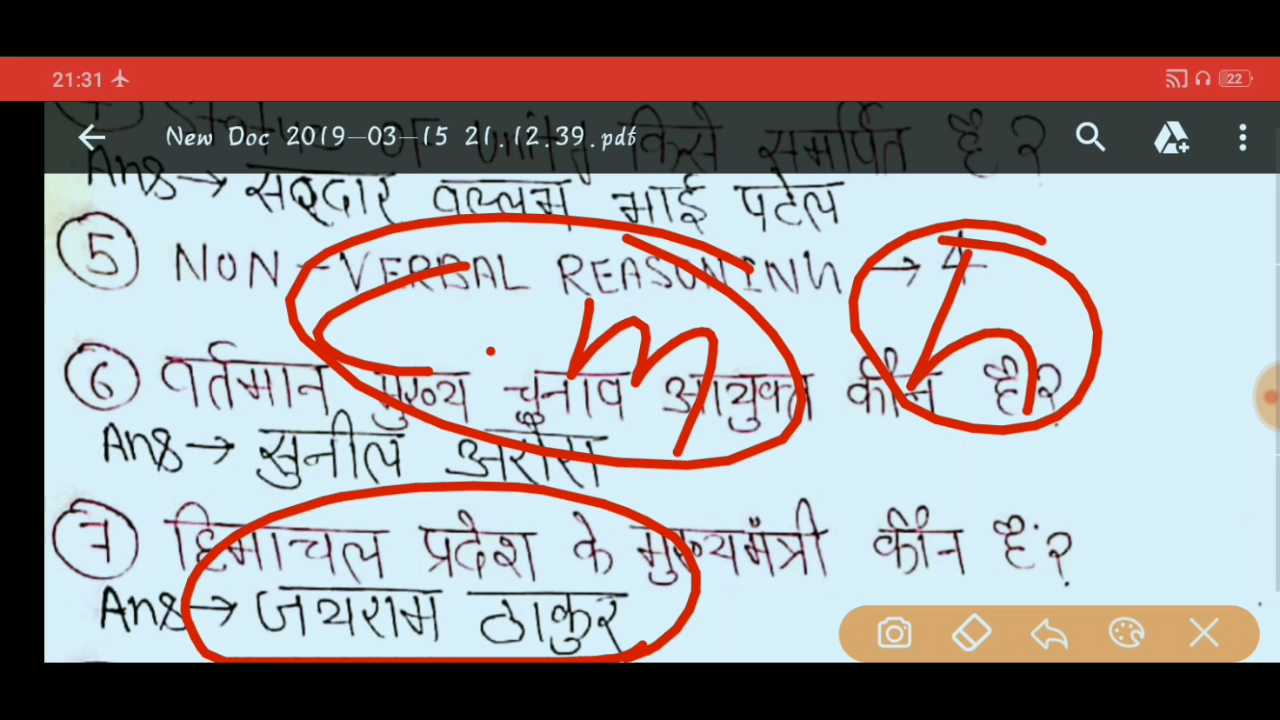 21:31 22
New Doc 2019-03-15 21.12.39.pdf
किसे समर्पित है ?
Ans → सरदार वल्लभ भाई पटेल
5 NON-VERBAL REASONING → 4
6 वर्तमान मुख्य चुनाव आयुक्त कौन है?
Ans → सुनील अरोरा
7 हिमाचल प्रदेश के मुख्यमंत्री कौन है?
Ans → जयराम ठाकुर